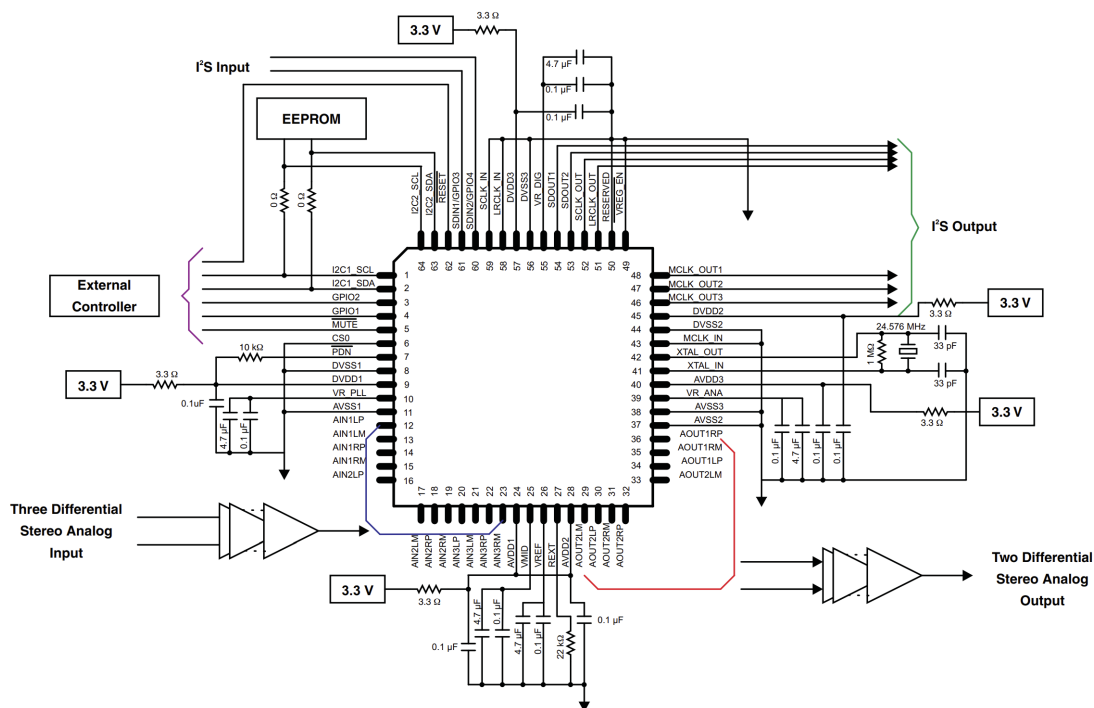 3.3 V
3.3 Ω
I²S Input
4.7 µF
0.1 µF
0.1 µF
EEPROM
0 Ω
0 Ω
I2C2_SCL
I2C2_SDA
RESET
SDIN1/GPIO3
SDIN2/GPIO4
SCLK_IN
LRCLK_IN
DVDD3
DVSS3
VR_DIG
SDOUT1
SDOUT2
SCLK_OUT
LRCLK_OUT
RESERVED
VREG_EN
64
63
62
61
60
59
58
57
56
55
54
53
52
51
50
49
I²S Output
External
Controller
I2C1_SCL
I2C1_SDA
GPIO2
GPIO1
MUTE
CS0
PDN
DVSS1
DVDD1
VR_PLL
AVSS1
AIN1LP
AIN1LM
AIN1RP
AIN1RM
AIN2LP
1
2
3
4
5
6
7
8
9
10
11
12
13
14
15
16
10 kΩ
3.3 V
3.3 Ω
0.1uF
4.7 µF
0.1 µF
48
47
46
45
44
43
42
41
40
39
38
37
36
35
34
33
MCLK_OUT1
MCLK_OUT2
MCLK_OUT3
DVDD2
DVSS2
MCLK_IN
XTAL_OUT
XTAL_IN
AVDD3
VR_ANA
AVSS3
AVSS2
AOUT1RP
AOUT1RM
AOUT1LP
AOUT2LM
3.3 Ω
3.3 V
24.576 MHz
1 MΩ
33 pF
33 pF
3.3 Ω
3.3 V
0.1 µF
4.7 µF
0.1 µF
0.1 µF
17
18
19
20
21
22
23
24
25
26
27
28
29
30
31
32
AIN2LM
AIN2RP
AIN2RM
AIN3LP
AIN3LM
AIN3RP
AIN3RM
AVDD1
VMID
VREF
REXT
AVDD2
AOUT2LM
AOUT2LP
AOUT2RM
AOUT2RP
Three Differential
Stereo Analog
Input
3.3 V
3.3 Ω
0.1 µF
4.7 µF
0.1 µF
4.7 µF
0.1 µF
22 kΩ
0.1 µF
Two Differential
Stereo Analog
Output